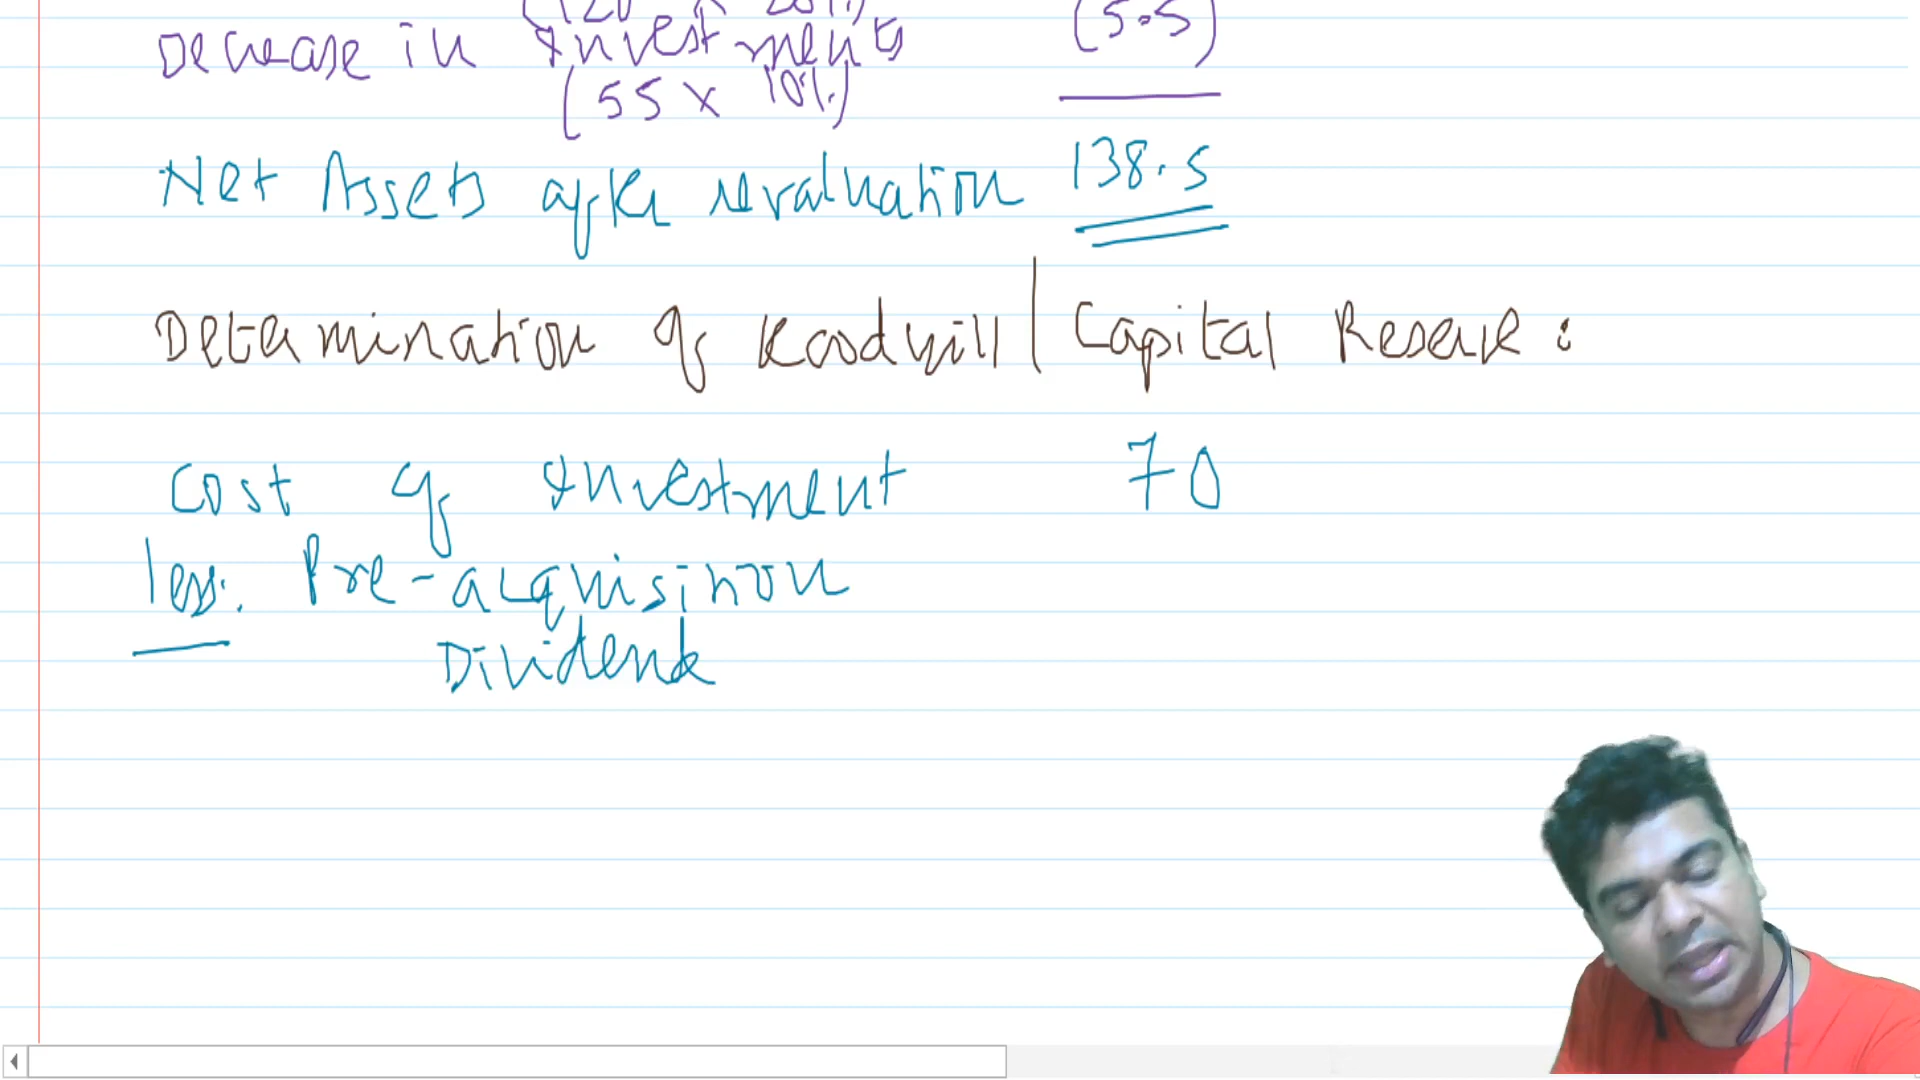 Decrease in Investments (5.5)
(55 x 10%)
Net Assets after revaluation 138.5
Determination of Goodwill | Capital Reserve :
Cost of Investment 70
less: Pre-acquisition
Dividend